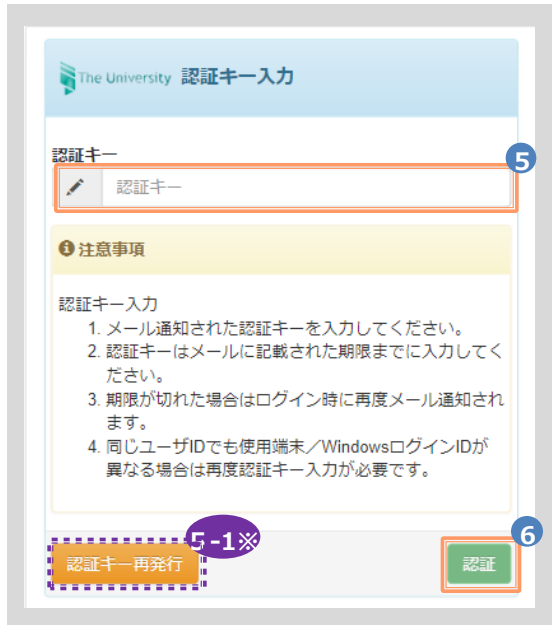 The University 認証キー入力
認証キー
5
認証キー
注意事項
認証キー入力
1. メール通知された認証キーを入力してください。
2. 認証キーはメールに記載された期限までに入力してく
ださい。
3. 期限が切れた場合はログイン時に再度メール通知され
ます。
4. 同じユーザIDでも使用端末／WindowsログインIDが
異なる場合は再度認証キー入力が必要です。
5-1※
6
認証キー再発行
認証